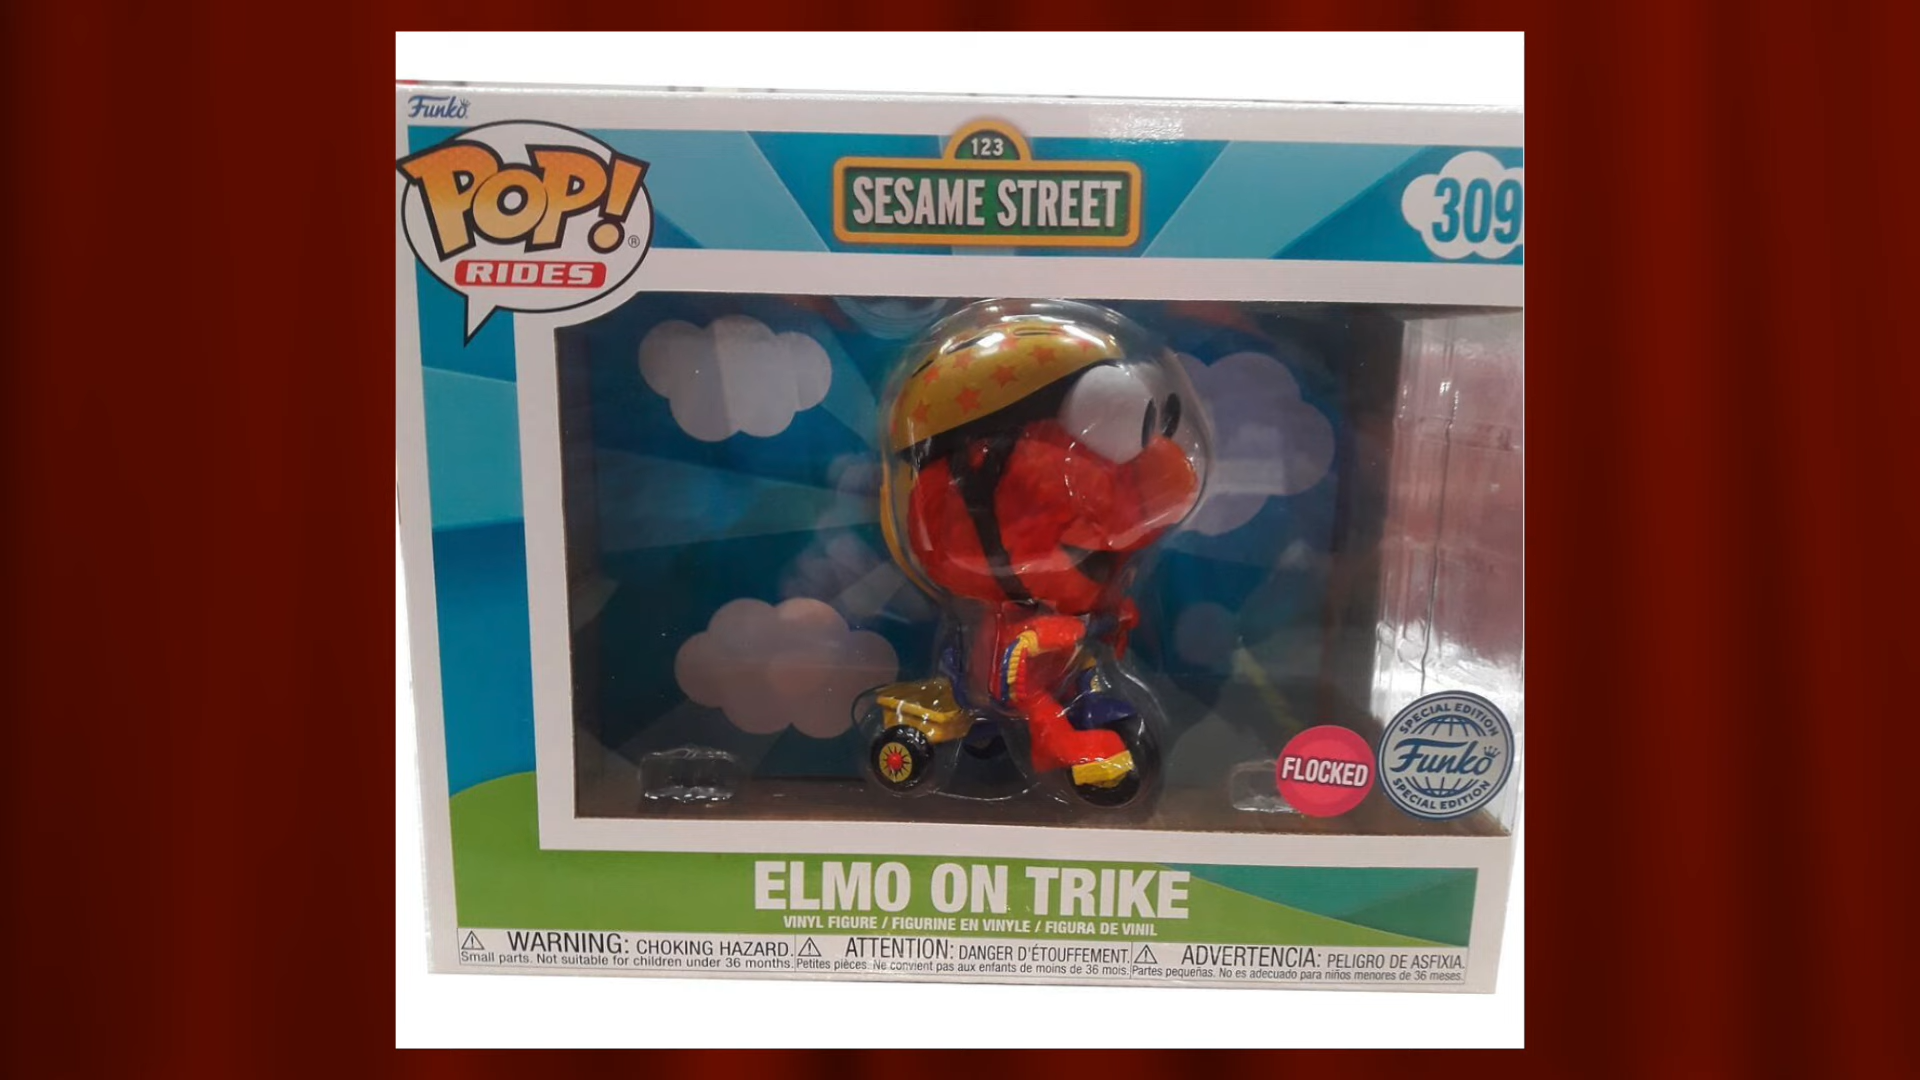 Funko
POP!®
RIDES
123
SESAME STREET
309
FLOCKED
SPECIAL EDITION
Funko
SPECIAL EDITION
ELMO ON TRIKE
VINYL FIGURE / FIGURINE EN VINYLE / FIGURA DE VINIL
WARNING: CHOKING HAZARD.
Small parts. Not suitable for children under 36 months.
ATTENTION: DANGER D'ÉTOUFFEMENT.
Petites pièces. Ne convient pas aux enfants de moins de 36 mois.
ADVERTENCIA: PELIGRO DE ASFIXIA.
Partes pequeñas. No es adecuado para niños menores de 36 meses.